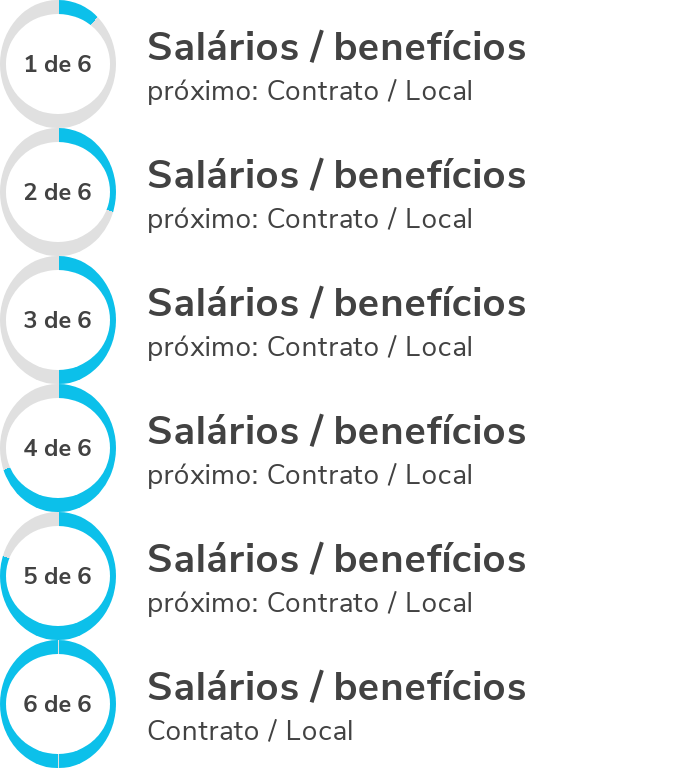 1 de 6
Salários / benefícios
próximo: Contrato / Local
2 de 6
Salários / benefícios
próximo: Contrato / Local
3 de 6
Salários / benefícios
próximo: Contrato / Local
4 de 6
Salários / benefícios
próximo: Contrato / Local
5 de 6
Salários / benefícios
próximo: Contrato / Local
6 de 6
Salários / benefícios
Contrato / Local